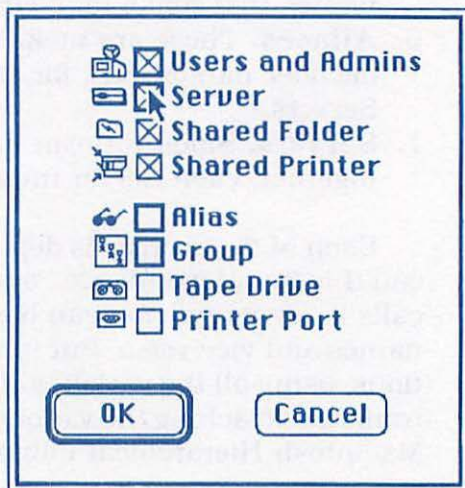 Users and Admins
Server
Shared Folder
Shared Printer
Alias
Group
Tape Drive
Printer Port
OK
Cancel